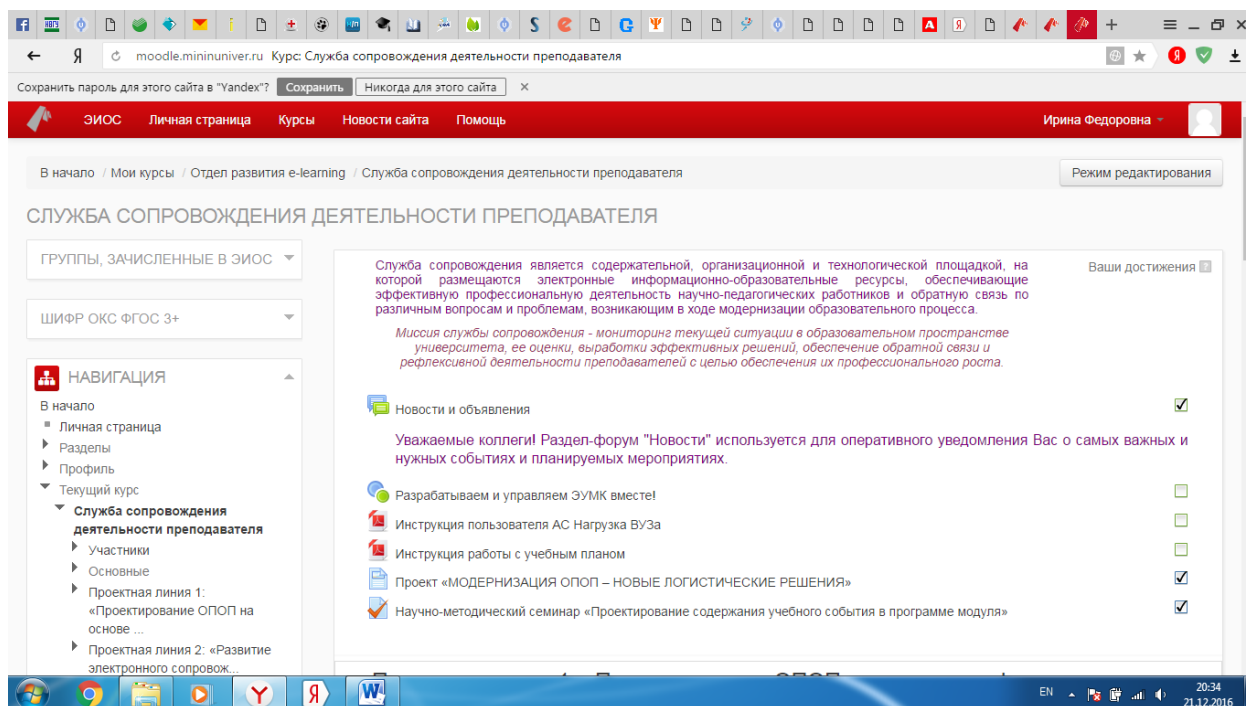 moodle.mininuniver.ru Курс: Служба сопровождения деятельности преподавателя
Сохранить пароль для этого сайта в "Yandex"? Сохранить Никогда для этого сайта
ЭИОС Личная страница Курсы Новости сайта Помощь Ирина Федоровна
В начало / Мои курсы / Отдел развития e-learning / Служба сопровождения деятельности преподавателя Режим редактирования
СЛУЖБА СОПРОВОЖДЕНИЯ ДЕЯТЕЛЬНОСТИ ПРЕПОДАВАТЕЛЯ
ГРУППЫ, ЗАЧИСЛЕННЫЕ В ЭИОС
ШИФР ОКС ФГОС 3+
НАВИГАЦИЯ
В начало
Личная страница
Разделы
Профиль
Текущий курс
Служба сопровождения
деятельности преподавателя
Участники
Основные
Проектная линия 1:
«Проектирование ОПОП на
основе ...
Проектная линия 2: «Развитие
электронного сопровож...
Служба сопровождения является содержательной, организационной и технологической площадкой, на
которой размещаются электронные информационно-образовательные ресурсы, обеспечивающие
эффективную профессиональную деятельность научно-педагогических работников и обратную связь по
различным вопросам и проблемам, возникающим в ходе модернизации образовательного процесса.
Миссия службы сопровождения - мониторинг текущей ситуации в образовательном пространстве
университета, ее оценки, выработки эффективных решений, обеспечение обратной связи и
рефлексивной деятельности преподавателей с целью обеспечения их профессионального роста.
Ваши достижения
Новости и объявления
Уважаемые коллеги! Раздел-форум "Новости" используется для оперативного уведомления Вас о самых важных и
нужных событиях и планируемых мероприятиях.
Разрабатываем и управляем ЭУМК вместе!
Инструкция пользователя АС Нагрузка ВУЗа
Инструкция работы с учебным планом
Проект «МОДЕРНИЗАЦИЯ ОПОП – НОВЫЕ ЛОГИСТИЧЕСКИЕ РЕШЕНИЯ»
Научно-методический семинар «Проектирование содержания учебного события в программе модуля»
EN 20:34
21.12.2016